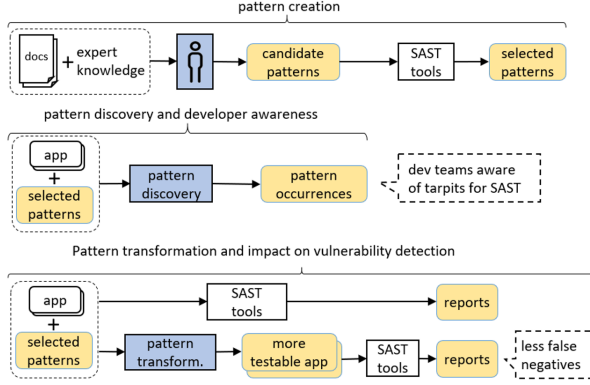 pattern creation
docs
+
expert
knowledge
candidate
patterns
SAST
tools
selected
patterns
pattern discovery and developer awareness
app
+
selected
patterns
pattern
discovery
pattern
occurrences
dev teams aware
of tarpits for SAST
Pattern transformation and impact on vulnerability detection
app
+
selected
patterns
SAST
tools
reports
pattern
transform.
more
testable app
SAST
tools
reports
less false
negatives